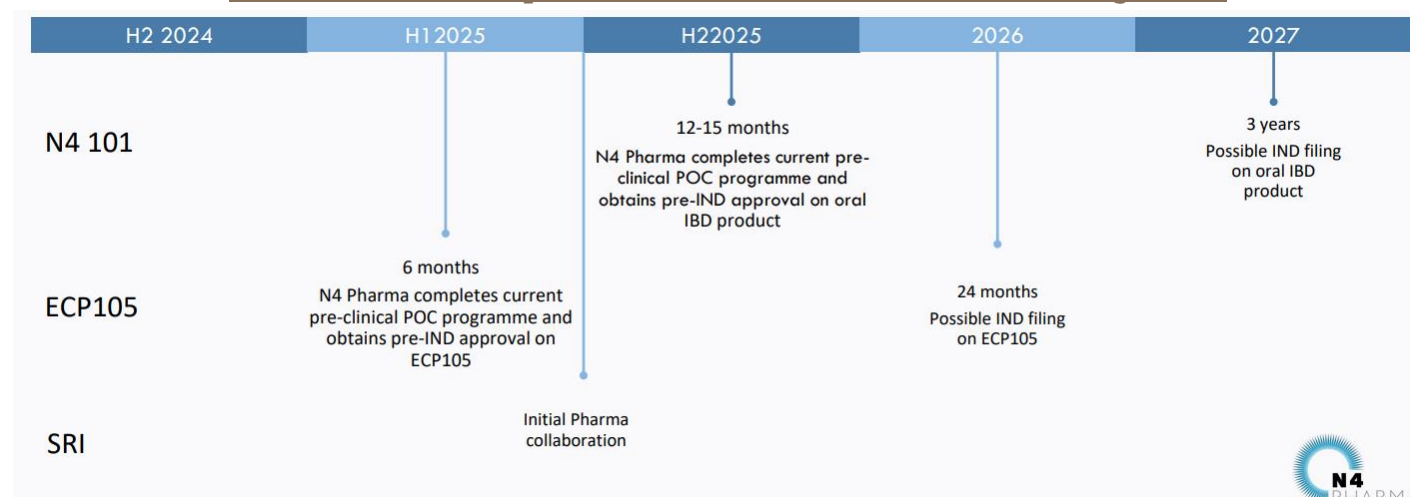 H2 2024
H12025
H22025
2026
2027
N4 101
12-15 months
N4 Pharma completes current pre-
clinical POC programme and
obtains pre-IND approval on oral
IBD product
3 years
Possible IND filing
on oral IBD
product
ECP105
6 months
N4 Pharma completes current
pre-clinical POC programme and
obtains pre-IND approval on
ECP105
24 months
Possible IND filing
on ECP105
SRI
Initial Pharma
collaboration
N4
PHARM